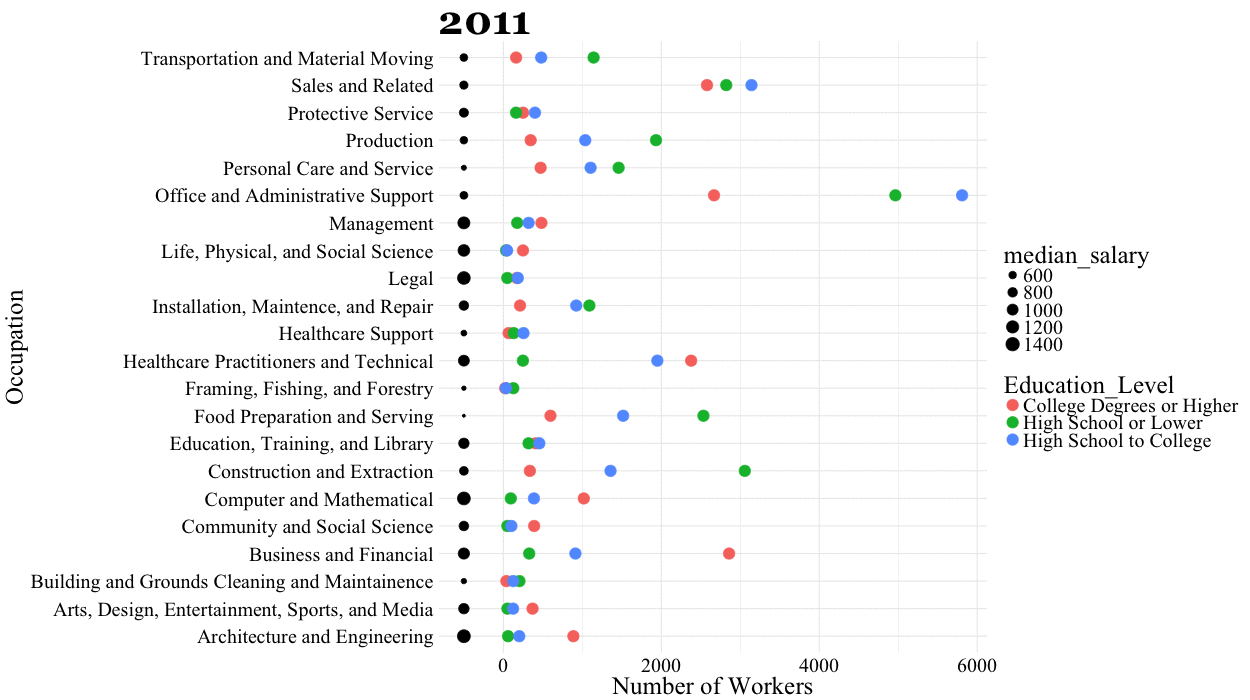 2011
Transportation and Material Moving
Sales and Related
Protective Service
Production
Personal Care and Service
Office and Administrative Support
Management
Life, Physical, and Social Science
Legal
Installation, Maintence, and Repair
Healthcare Support
Healthcare Practitioners and Technical
Framing, Fishing, and Forestry
Food Preparation and Serving
Education, Training, and Library
Construction and Extraction
Computer and Mathematical
Community and Social Science
Business and Financial
Building and Grounds Cleaning and Maintainence
Arts, Design, Entertainment, Sports, and Media
Architecture and Engineering
Occupation
0 2000 4000 6000
Number of Workers
median_salary
600
800
1000
1200
1400
Education_Level
College Degrees or Higher
High School or Lower
High School to College